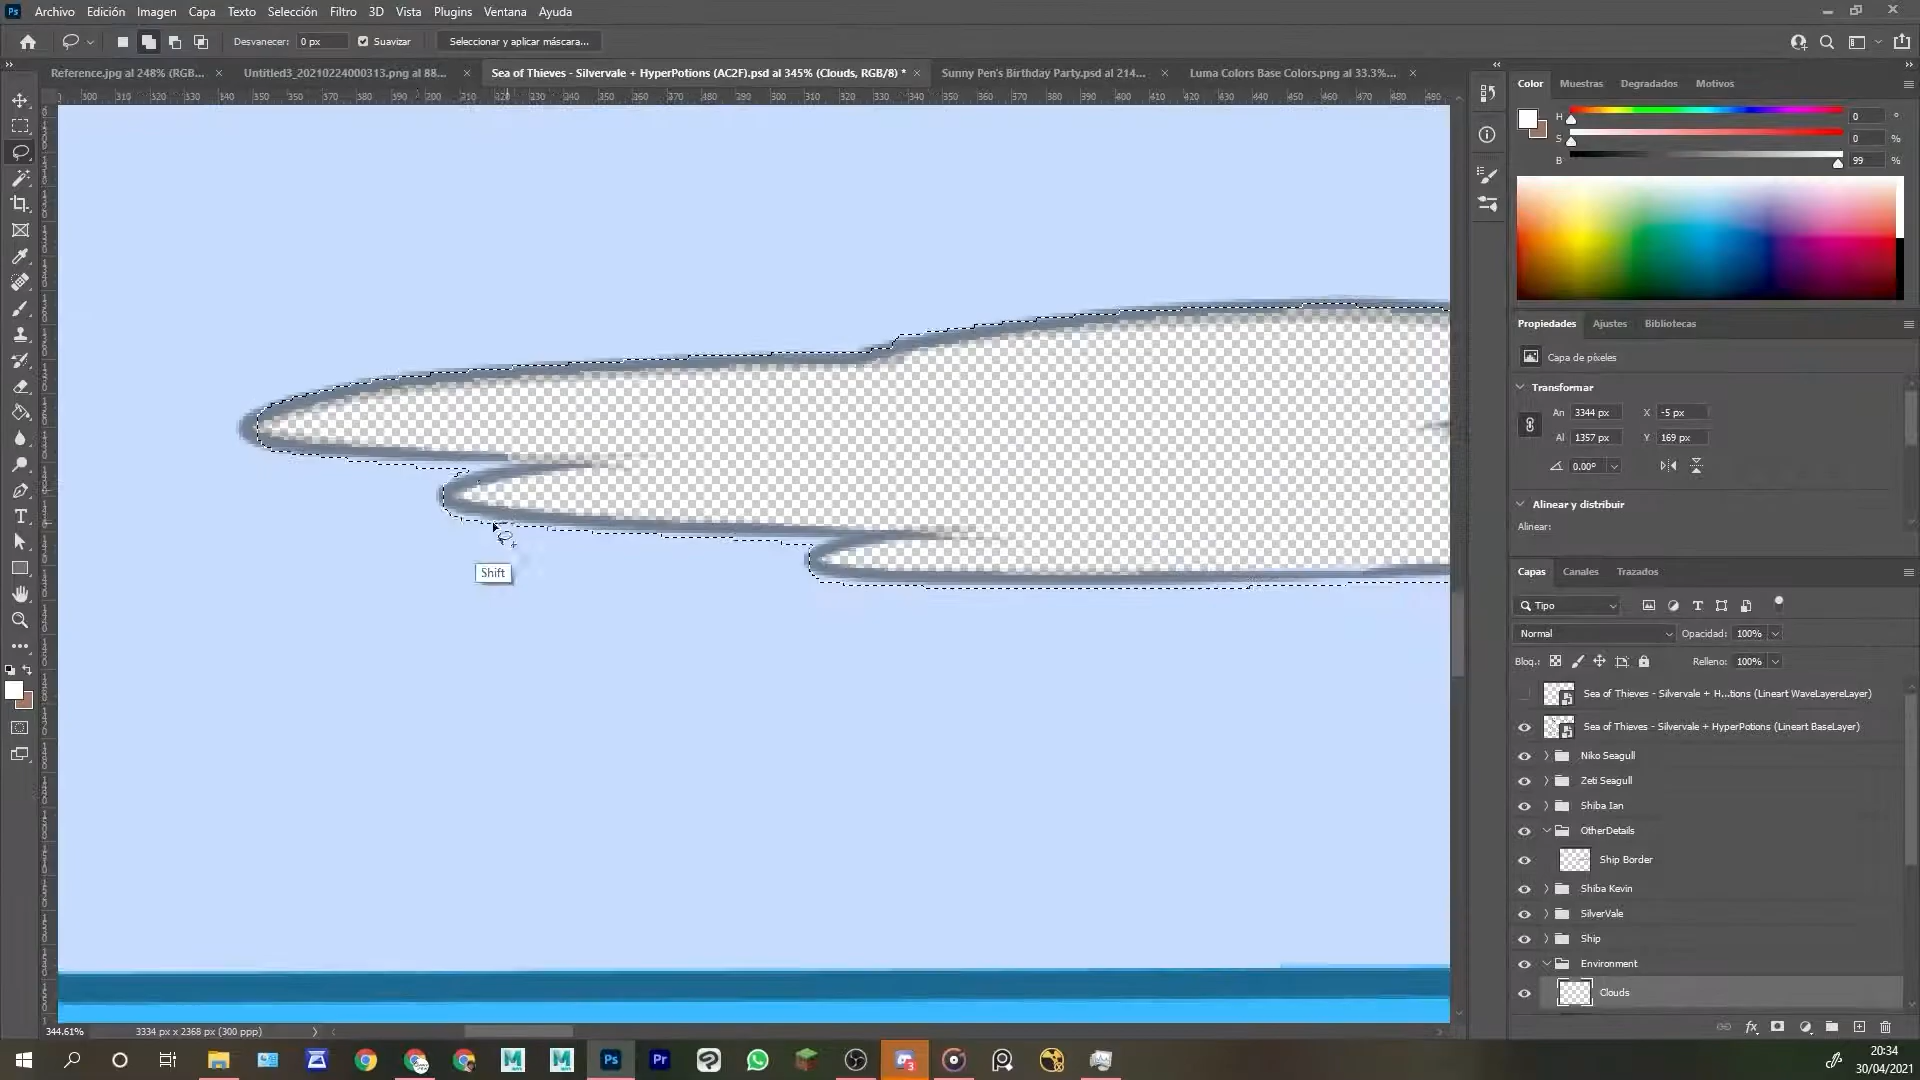 Ps Archivo Edición Imagen Capa Texto Selección Filtro 3D Vista Plugins Ventana Ayuda
Desvanecer: 0 px Suavizar Seleccionar y aplicar máscara...
Reference.jpg al 248% (RGB... × Untitled3_20210224000313.png al 88... × Sea of Thieves - Silvervale + HyperPotions (AC2F).psd al 345% (Clouds, RGB/8) * × Sunny Pen's Birthday Party.psd al 214... × Luma Colors Base Colors.png al 33.3%... ×
Color Muestras Degradados Motivos
H 0 °
S 0 %
B 99 %
Propiedades Ajustes Bibliotecas
Capa de píxeles
Transformar
An 3344 px X -5 px
Al 1357 px Y 169 px
0.00°
Alinear y distribuir
Alinear:
Shift
Capas Canales Trazados
Tipo
Normal Opacidad: 100%
Bloq.: Relleno: 100%
Sea of Thieves - Silvervale + H...tions (Lineart WaveLayereLayer)
Sea of Thieves - Silvervale + HyperPotions (Lineart BaseLayer)
Niko Seagull
Zeti Seagull
Shiba Ian
OtherDetails
Ship Border
Shiba Kevin
SilverVale
Ship
Environment
Clouds
344.61% 3334 px x 2368 px (300 ppp)
20:34
30/04/2021